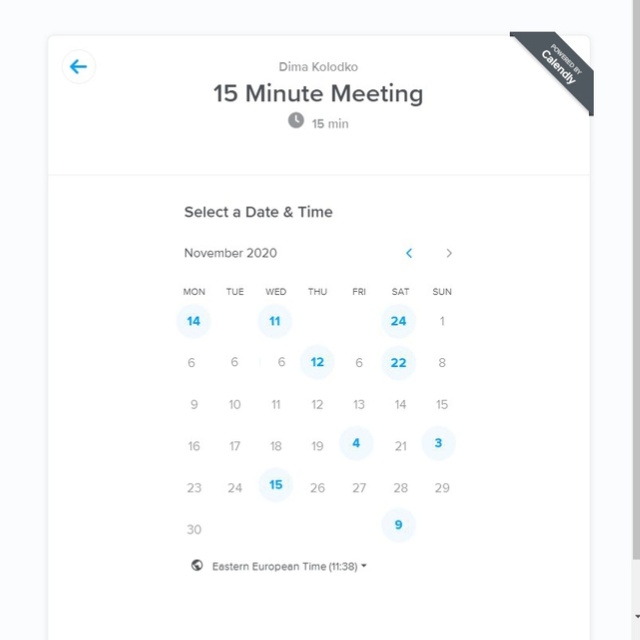 Dima Kolodko
POWERED BY
Calendly
15 Minute Meeting
15 min
Select a Date & Time
November 2020
MON TUE WED THU FRI SAT SUN
14 11 24 1
6 6 6 12 6 22 8
9 10 11 12 13 14 15
16 17 18 19 4 21 3
23 24 15 26 27 28 29
30 9
Eastern European Time (11:38)